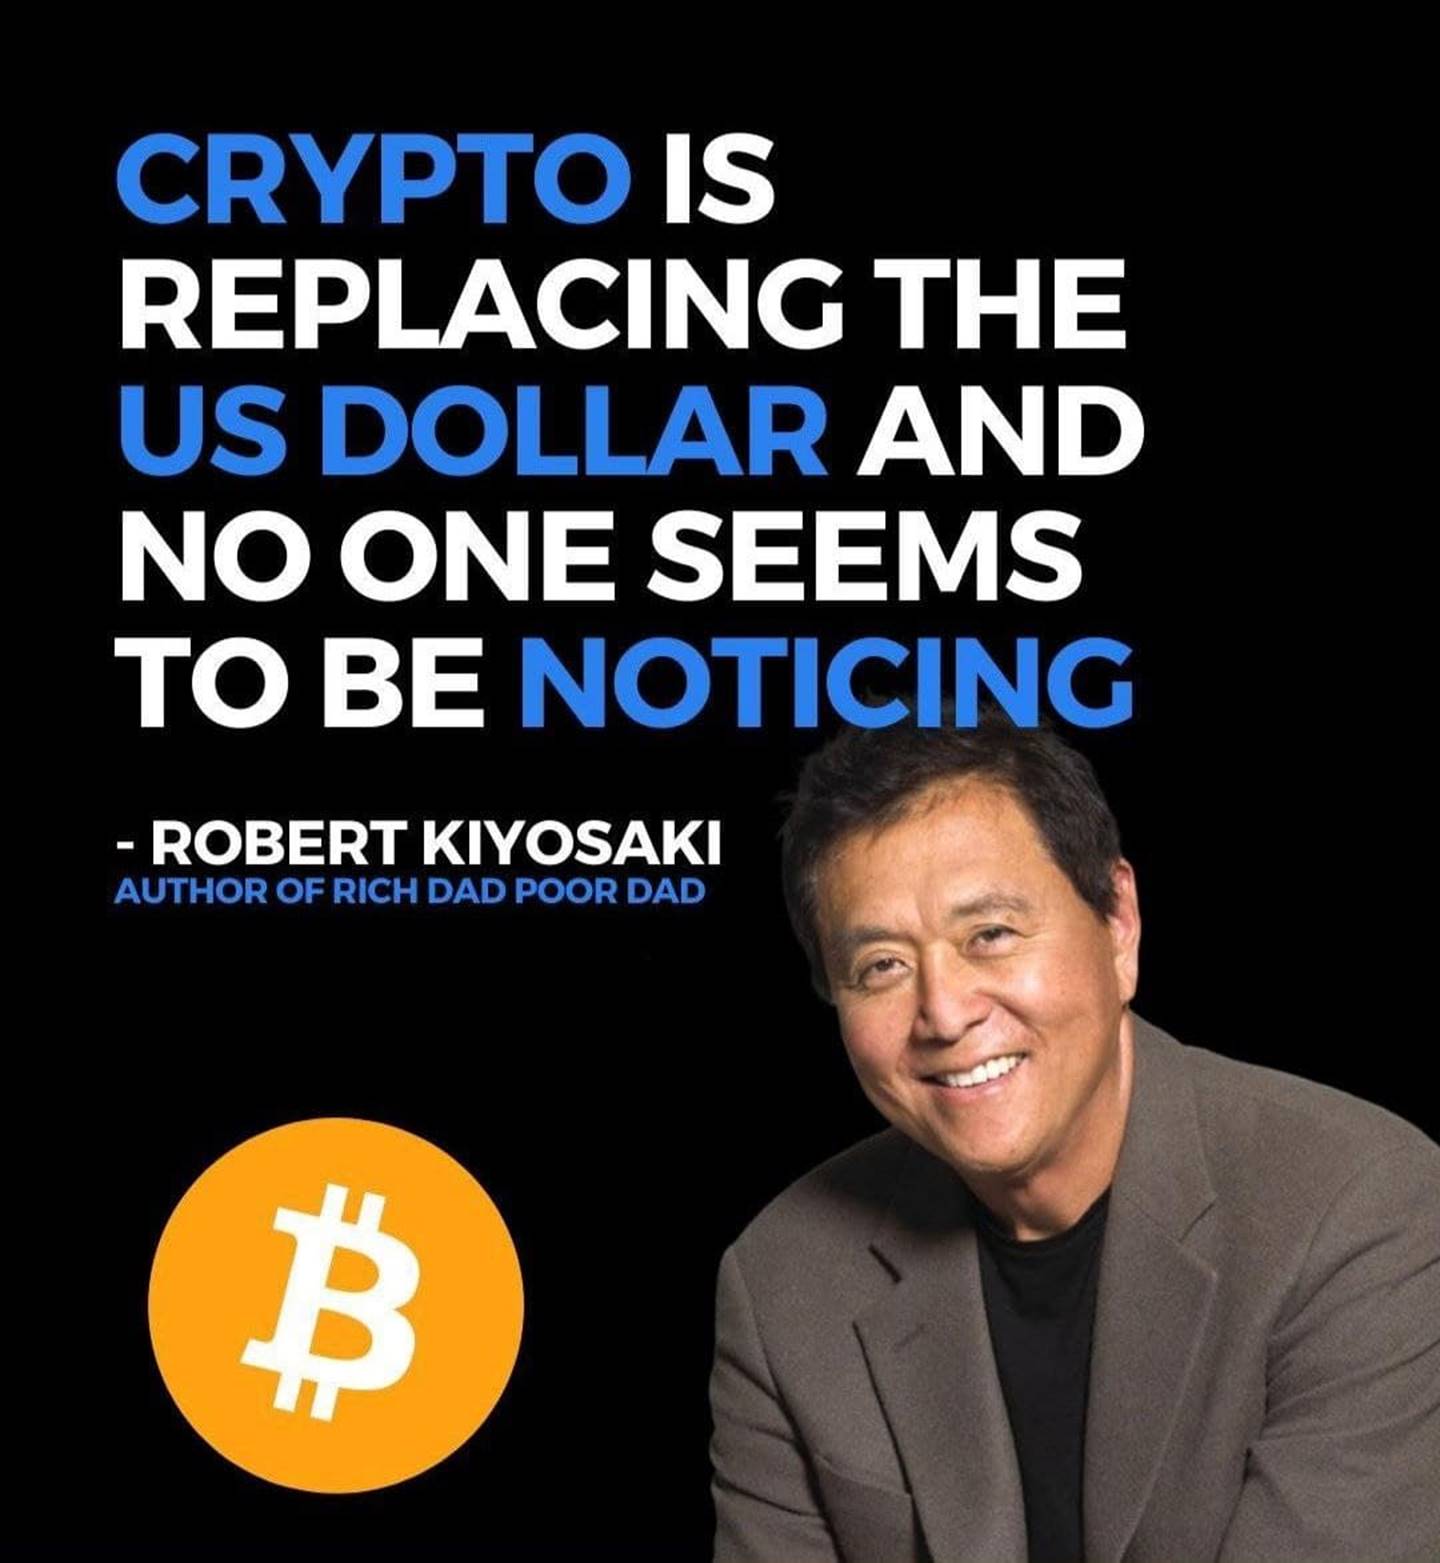 CRYPTO IS
REPLACING THE
US DOLLAR AND
NO ONE SEEMS
TO BE NOTICING
- ROBERT KIYOSAKI
AUTHOR OF RICH DAD POOR DAD